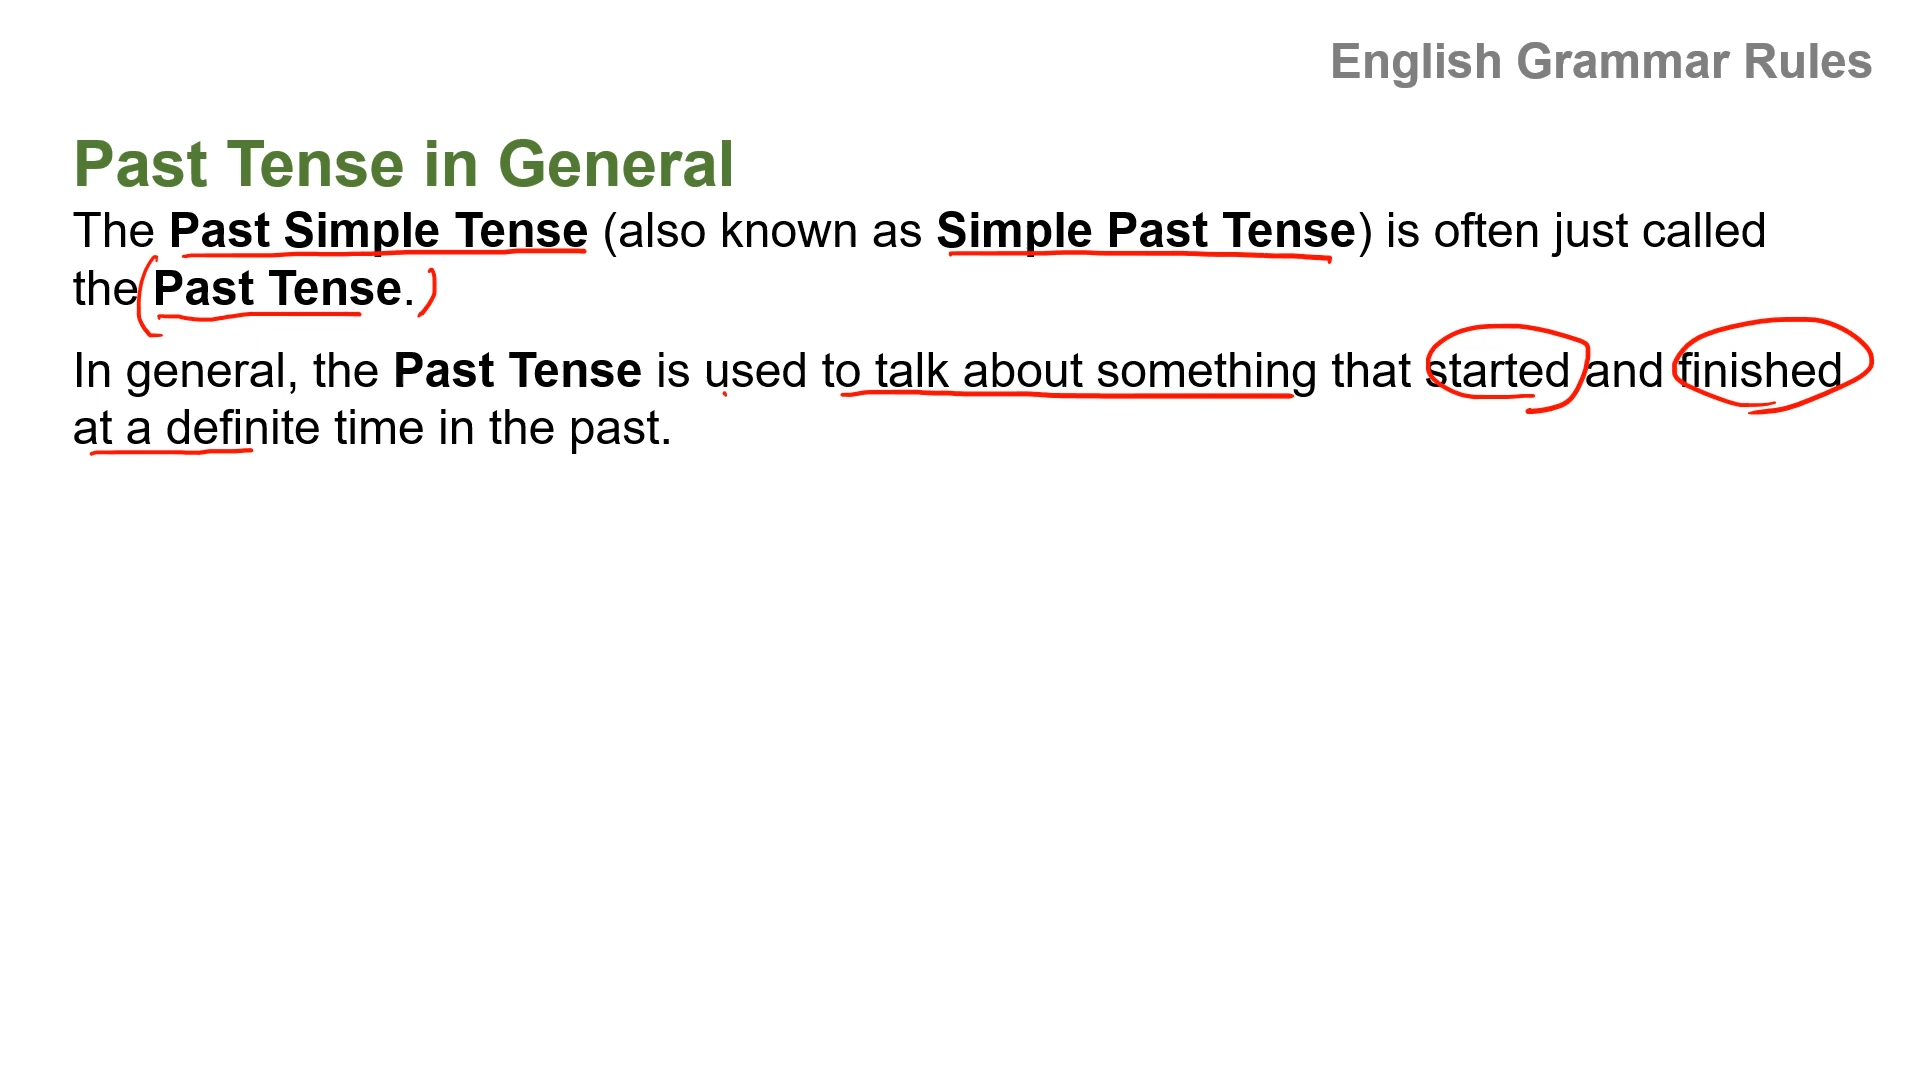 English Grammar Rules
Past Tense in General
The Past Simple Tense (also known as Simple Past Tense) is often just called
the Past Tense.
In general, the Past Tense is used to talk about something that started and finished
at a definite time in the past.